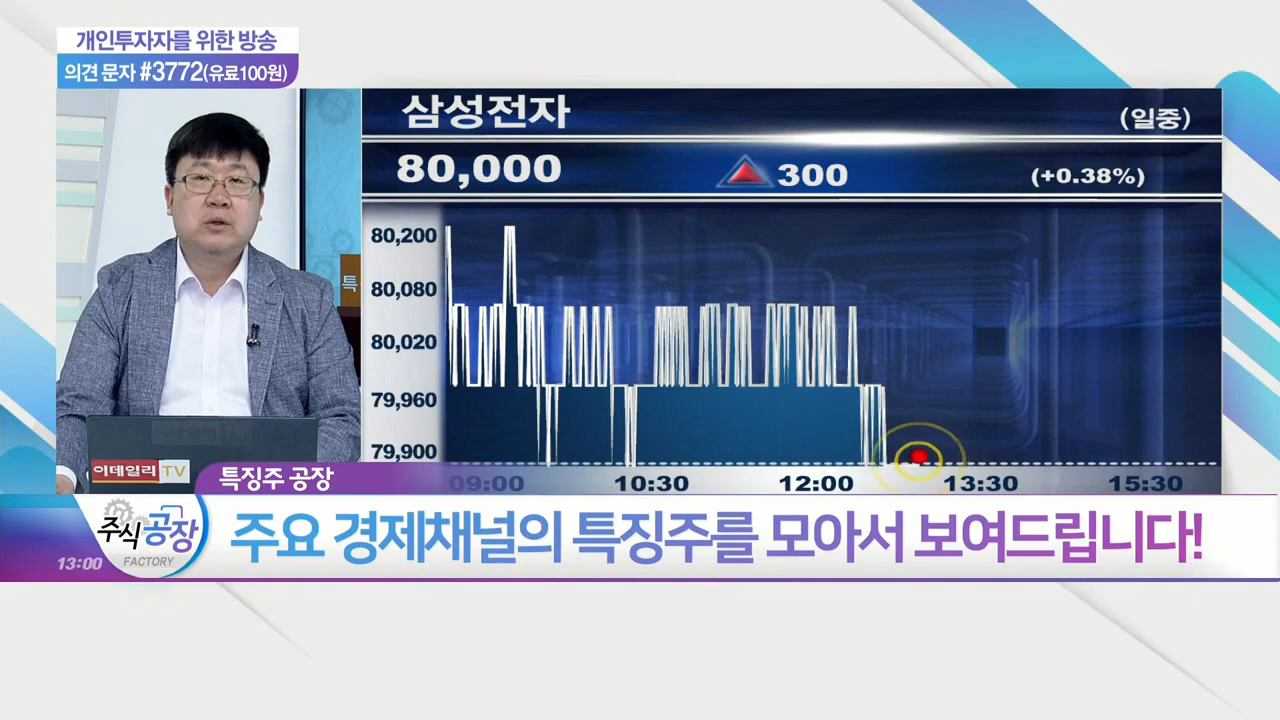 개인투자자를 위한 방송
의견 문자 #3772(유료100원)
삼성전자
(일중)
80,000
300
(+0.38%)
80,200
80,080
80,020
79,960
79,900
09:00
10:30
12:00
13:30
15:30
특
이데일리TV
특징주 공장
주식공장
FACTORY
13:00
주요 경제채널의 특징주를 모아서 보여드립니다!